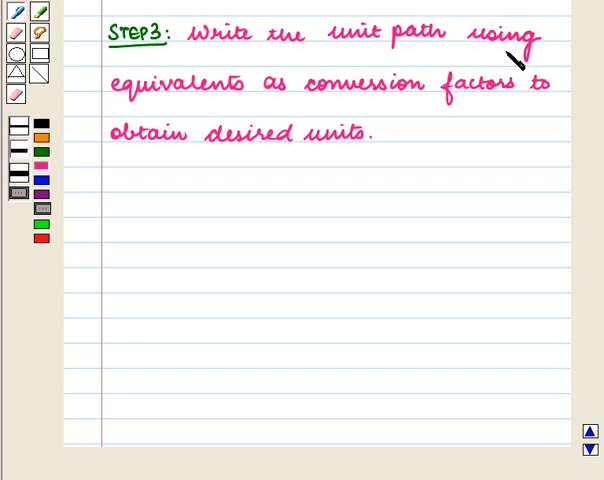 STEP3: Write the unit path using
equivalents as conversion factors to
obtain desired units.